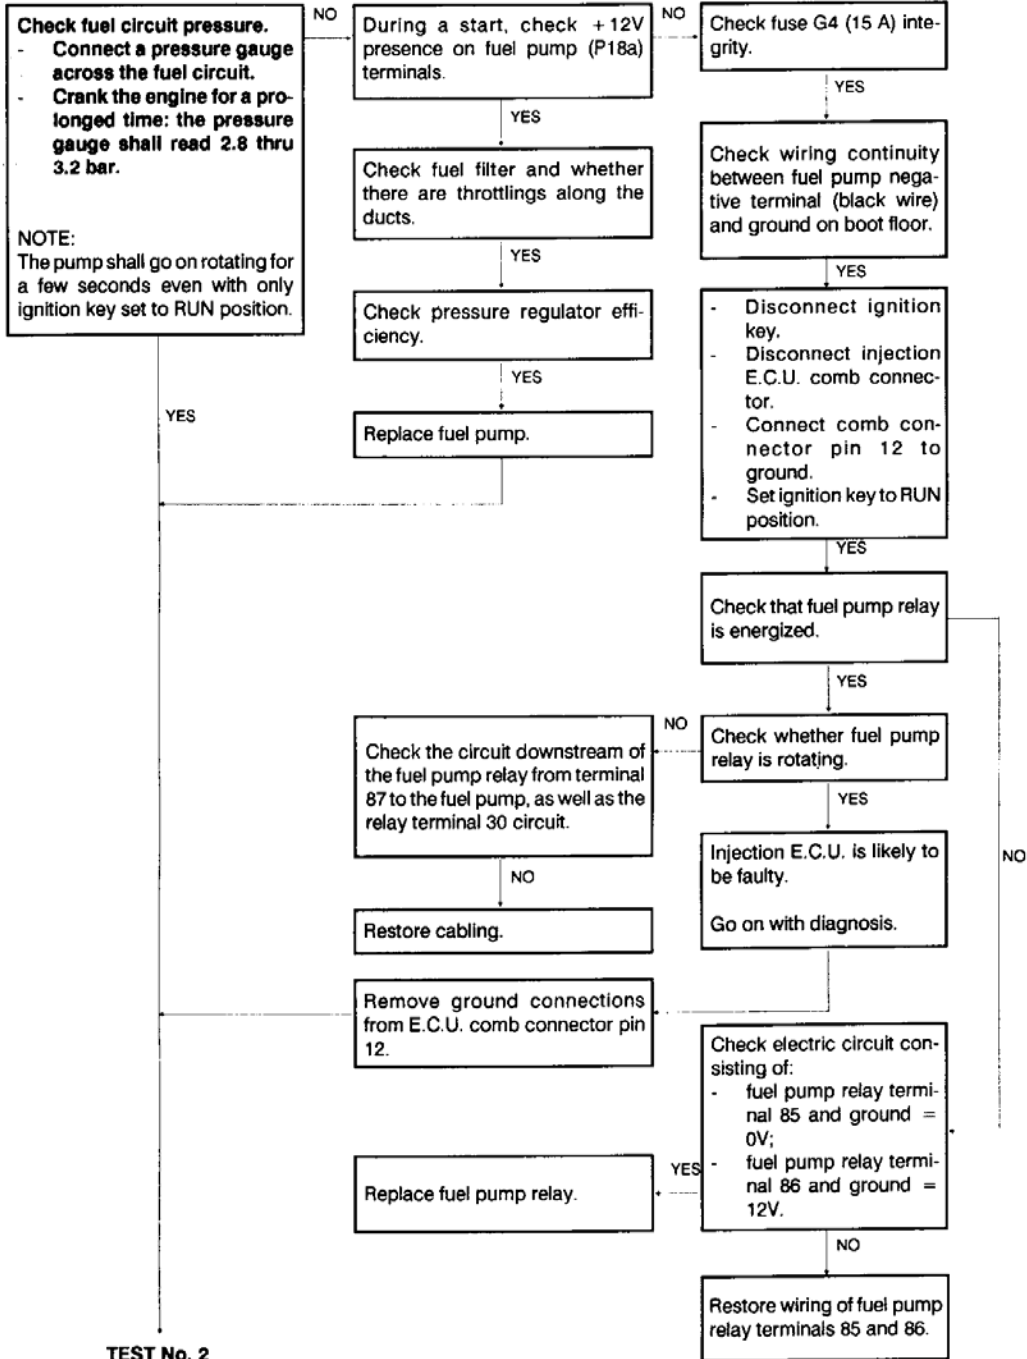 Check fuel circuit pressure.
- Connect a pressure gauge
across the fuel circuit.
- Crank the engine for a pro-
longed time: the pressure
gauge shall read 2.8 thru
3.2 bar.
NOTE:
The pump shall go on rotating for
a few seconds even with only
ignition key set to RUN position.
NO
During a start, check +12V
presence on fuel pump (P18a)
terminals.
NO
Check fuse G4 (15 A) inte-
grity.
YES
YES
Check fuel filter and whether
there are throttlings along the
ducts.
Check wiring continuity
between fuel pump nega-
tive terminal (black wire)
and ground on boot floor.
YES
YES
Check pressure regulator effi-
ciency.
- Disconnect ignition
key.
- Disconnect injection
E.C.U. comb connec-
tor.
- Connect comb con-
nector pin 12 to
ground.
- Set ignition key to RUN
position.
YES
YES
Replace fuel pump.
YES
Check that fuel pump relay
is energized.
YES
NO
Check whether fuel pump
relay is rotating.
Check the circuit downstream of
the fuel pump relay from terminal
87 to the fuel pump, as well as the
relay terminal 30 circuit.
YES
NO
Injection E.C.U. is likely to
be faulty.
Go on with diagnosis.
NO
Restore cabling.
Remove ground connections
from E.C.U. comb connector pin
12.
Check electric circuit con-
sisting of:
- fuel pump relay termi-
nal 85 and ground =
0V;
- fuel pump relay termi-
nal 86 and ground =
12V.
YES
Replace fuel pump relay.
NO
Restore wiring of fuel pump
relay terminals 85 and 86.
TEST No. 2